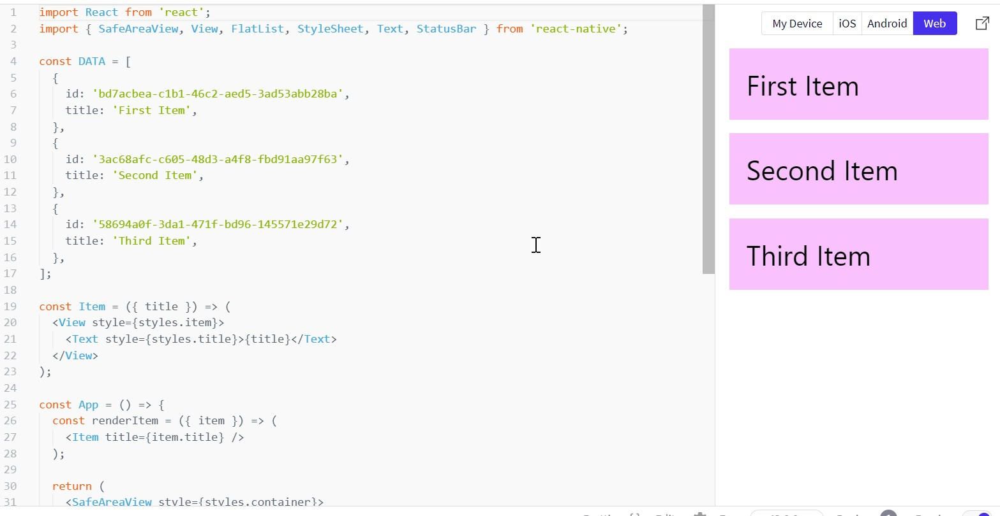 1 import React from 'react';
2 import { SafeAreaView, View, FlatList, StyleSheet, Text, StatusBar } from 'react-native';
3
4 const DATA = [
5 {
6 id: 'bd7acbea-c1b1-46c2-aed5-3ad53abb28ba',
7 title: 'First Item',
8 },
9 {
10 id: '3ac68afc-c605-48d3-a4f8-fbd91aa97f63',
11 title: 'Second Item',
12 },
13 {
14 id: '58694a0f-3da1-471f-bd96-145571e29d72',
15 title: 'Third Item',
16 },
17 ];
18
19 const Item = ({ title }) => (
20 <View style={styles.item}>
21 <Text style={styles.title}>{title}</Text>
22 </View>
23 );
24
25 const App = () => {
26 const renderItem = ({ item }) => (
27 <Item title={item.title} />
28 );
29
30 return (
31 <SafeAreaView style={styles.container}>
My Device iOS Android Web
First Item
Second Item
Third Item